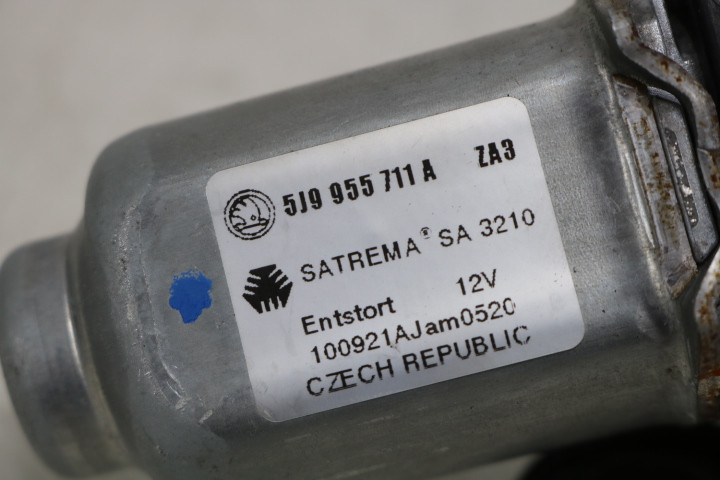 5J9 955 711 A ZA3
SATREMA® SA 3210
Entstort 12V
100921AJam0520
CZECH REPUBLIC